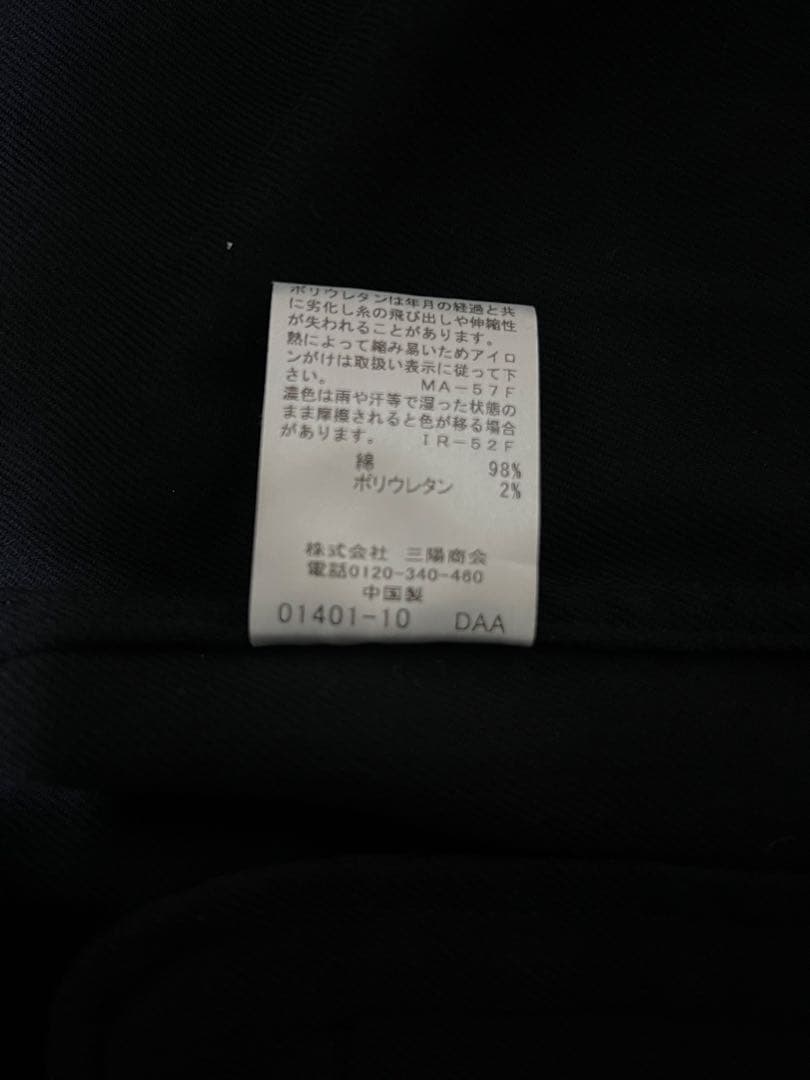 ポリウレタンは年月の経過と共
に劣化し糸の飛び出しや伸縮性
が失われることがあります。
熱によって縮み易いためアイロ
ンがけは取扱い表示に従って下
さい。 MA-57F
濃色は雨や汗等で湿った状態の
まま摩擦されると色が移る場合
があります。 IR-52F
綿 98%
ポリウレタン 2%
株式会社 三陽商会
電話0120-340-460
中国製
01401-10 DAA